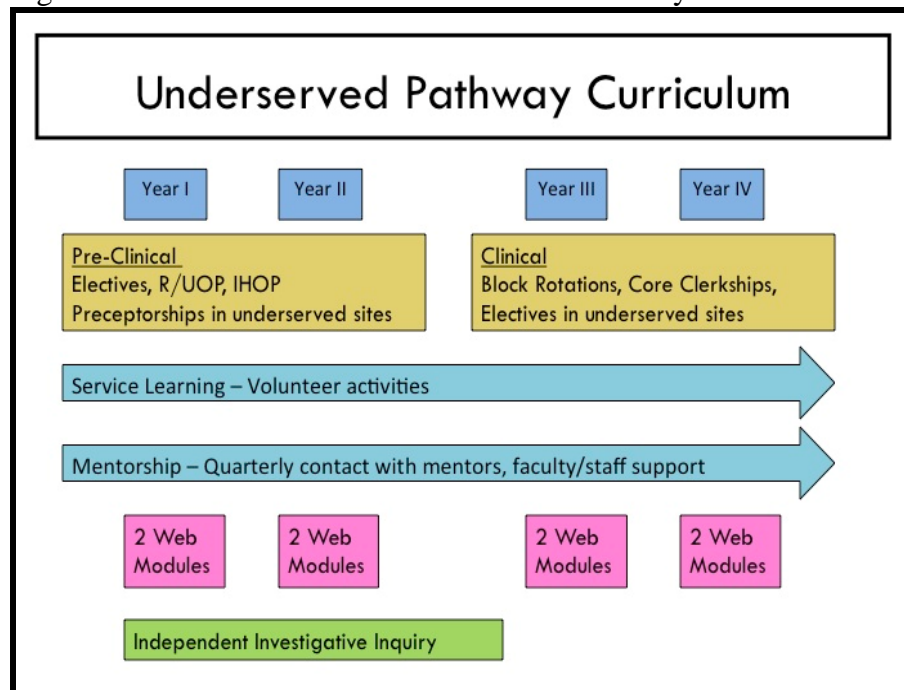 Underserved Pathway Curriculum
Year I
Year II
Year III
Year IV
Pre-Clinical
Electives, R/UOP, IHOP
Preceptorships in underserved sites
Clinical
Block Rotations, Core Clerkships,
Electives in underserved sites
Service Learning – Volunteer activities
Mentorship – Quarterly contact with mentors, faculty/staff support
2 Web
Modules
2 Web
Modules
2 Web
Modules
2 Web
Modules
Independent Investigative Inquiry